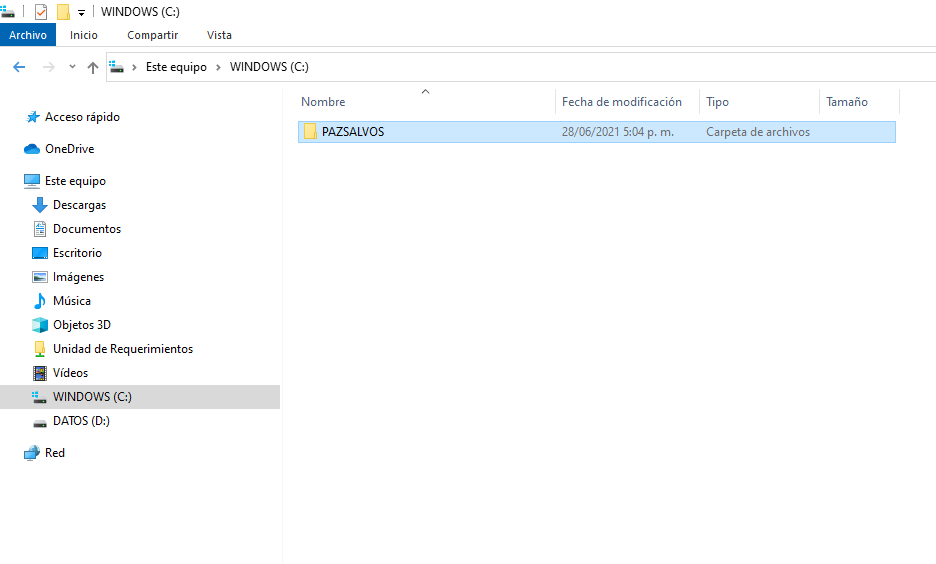 WINDOWS (C:)
Archivo Inicio Compartir Vista
Este equipo WINDOWS (C:)
Nombre Fecha de modificación Tipo Tamaño
PAZSALVOS 28/06/2021 5:04 p. m. Carpeta de archivos
Acceso rápido
OneDrive
Este equipo
Descargas
Documentos
Escritorio
Imágenes
Música
Objetos 3D
Unidad de Requerimientos
Vídeos
WINDOWS (C:)
DATOS (D:)
Red